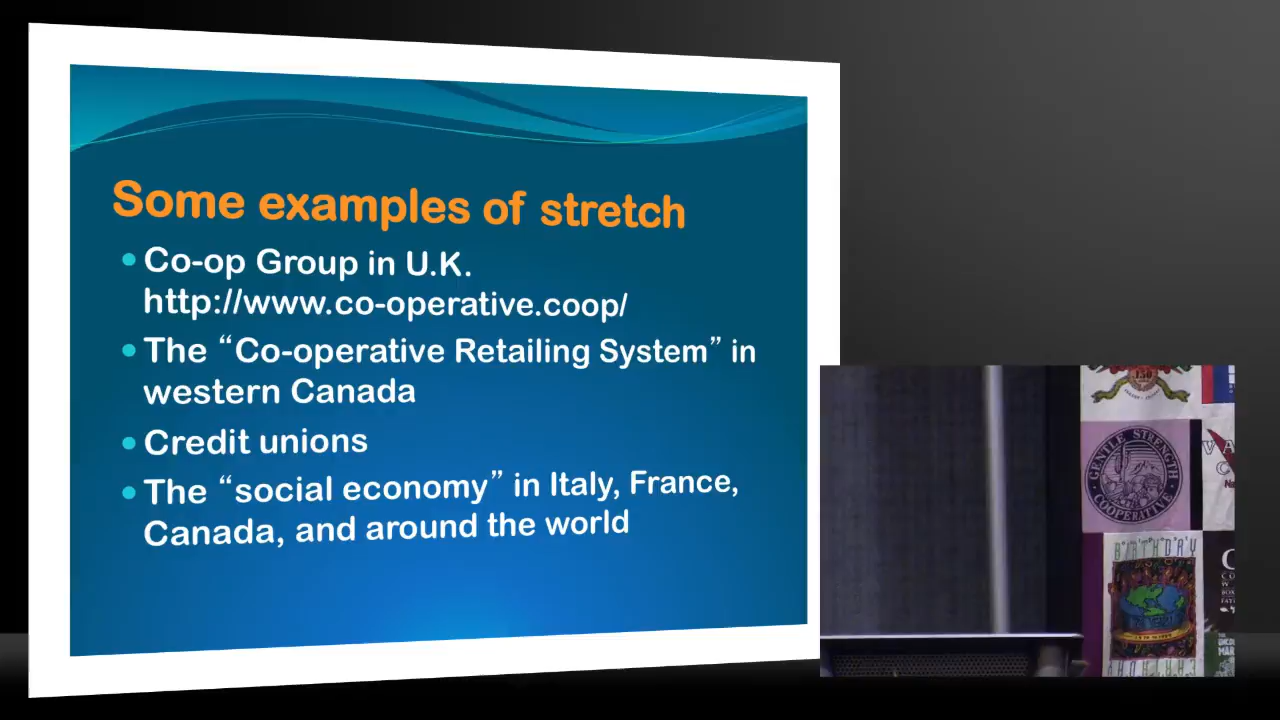 Some examples of stretch
• Co-op Group in U.K.
http://www.co-operative.coop/
• The “Co-operative Retailing System” in
western Canada
• Credit unions
• The “social economy” in Italy, France,
Canada, and around the world
GENTLE STRENGTH
COOPERATIVE
BIRTHDAY